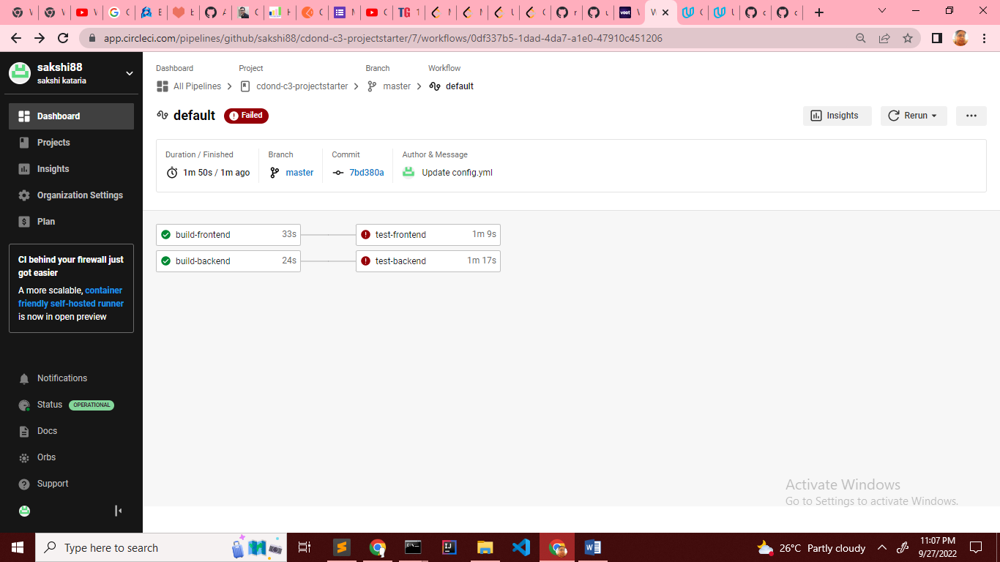 app.circleci.com/pipelines/github/sakshi88/cdond-c3-projectstarter/7/workflows/0df337b5-1dad-4da7-a1e0-47910c451206
sakshi88
sakshi kataria
Dashboard
Projects
Insights
Organization Settings
Plan
CI behind your firewall just
got easier
A more scalable, container
friendly self-hosted runner
is now in open preview
Notifications
Status OPERATIONAL
Docs
Orbs
Support
Dashboard Project Branch Workflow
All Pipelines cdond-c3-projectstarter master default
default Failed
Insights Rerun
Duration / Finished Branch Commit Author & Message
1m 50s / 1m ago master 7bd380a Update config.yml
build-frontend 33s test-frontend 1m 9s
build-backend 24s test-backend 1m 17s
Activate Windows
Go to Settings to activate Windows.
Type here to search
26°C Partly cloudy
11:07 PM
9/27/2022